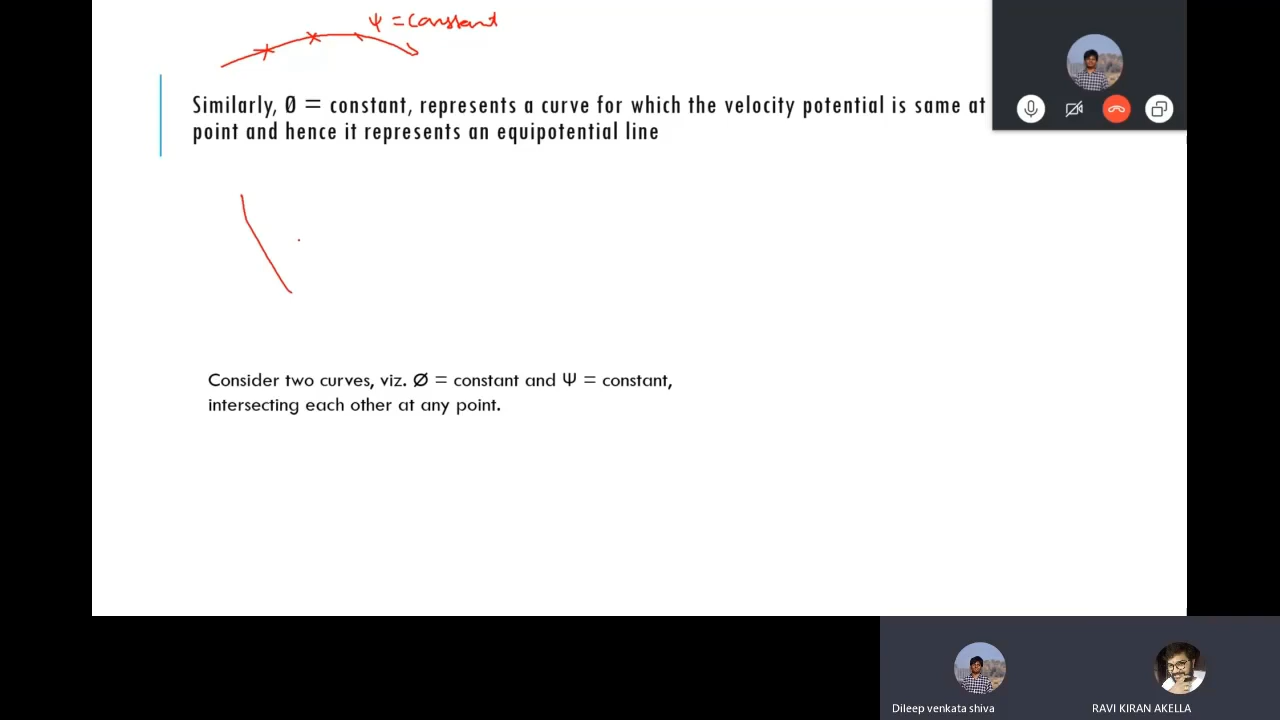 Ψ = Constant
Similarly, Ø = constant, represents a curve for which the velocity potential is same at
point and hence it represents an equipotential line
Consider two curves, viz. Ø = constant and Ψ = constant,
intersecting each other at any point.
Dileep venkata shiva
RAVI KIRAN AKELLA